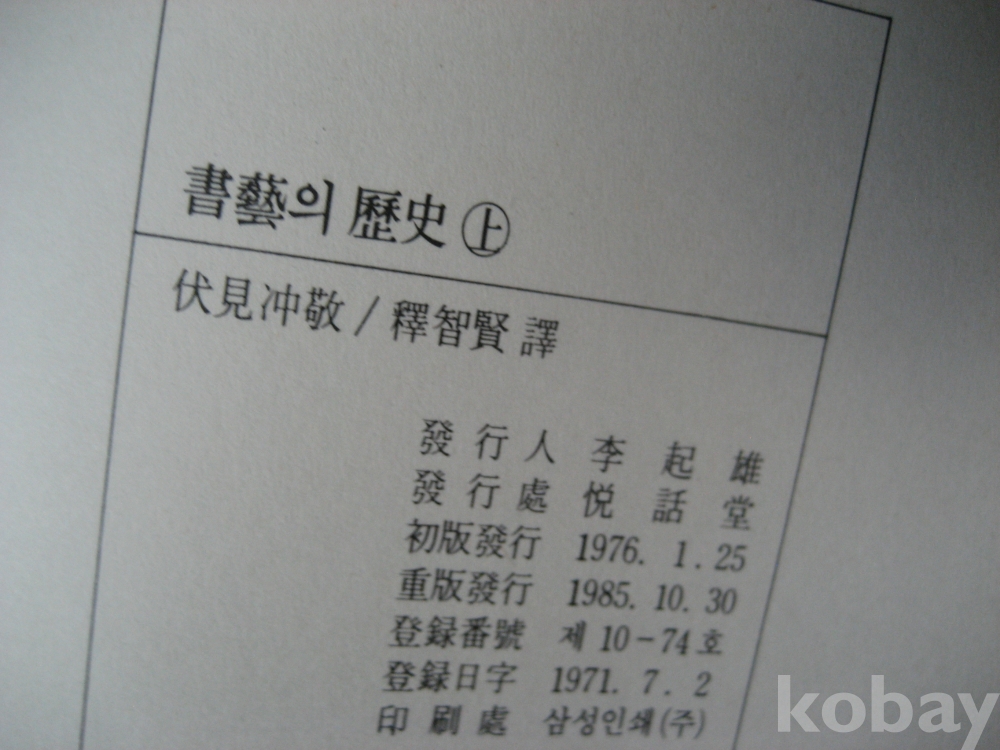 書藝의 歷史 ㊤
伏見冲敬 / 釋智賢 譯
發行人 李起雄
發行處 悅話堂
初版發行 1976. 1. 25
重版發行 1985. 10. 30
登録番號 제 10-74호
登録日字 1971. 7. 2
印刷處 삼성인쇄(주)
kobay